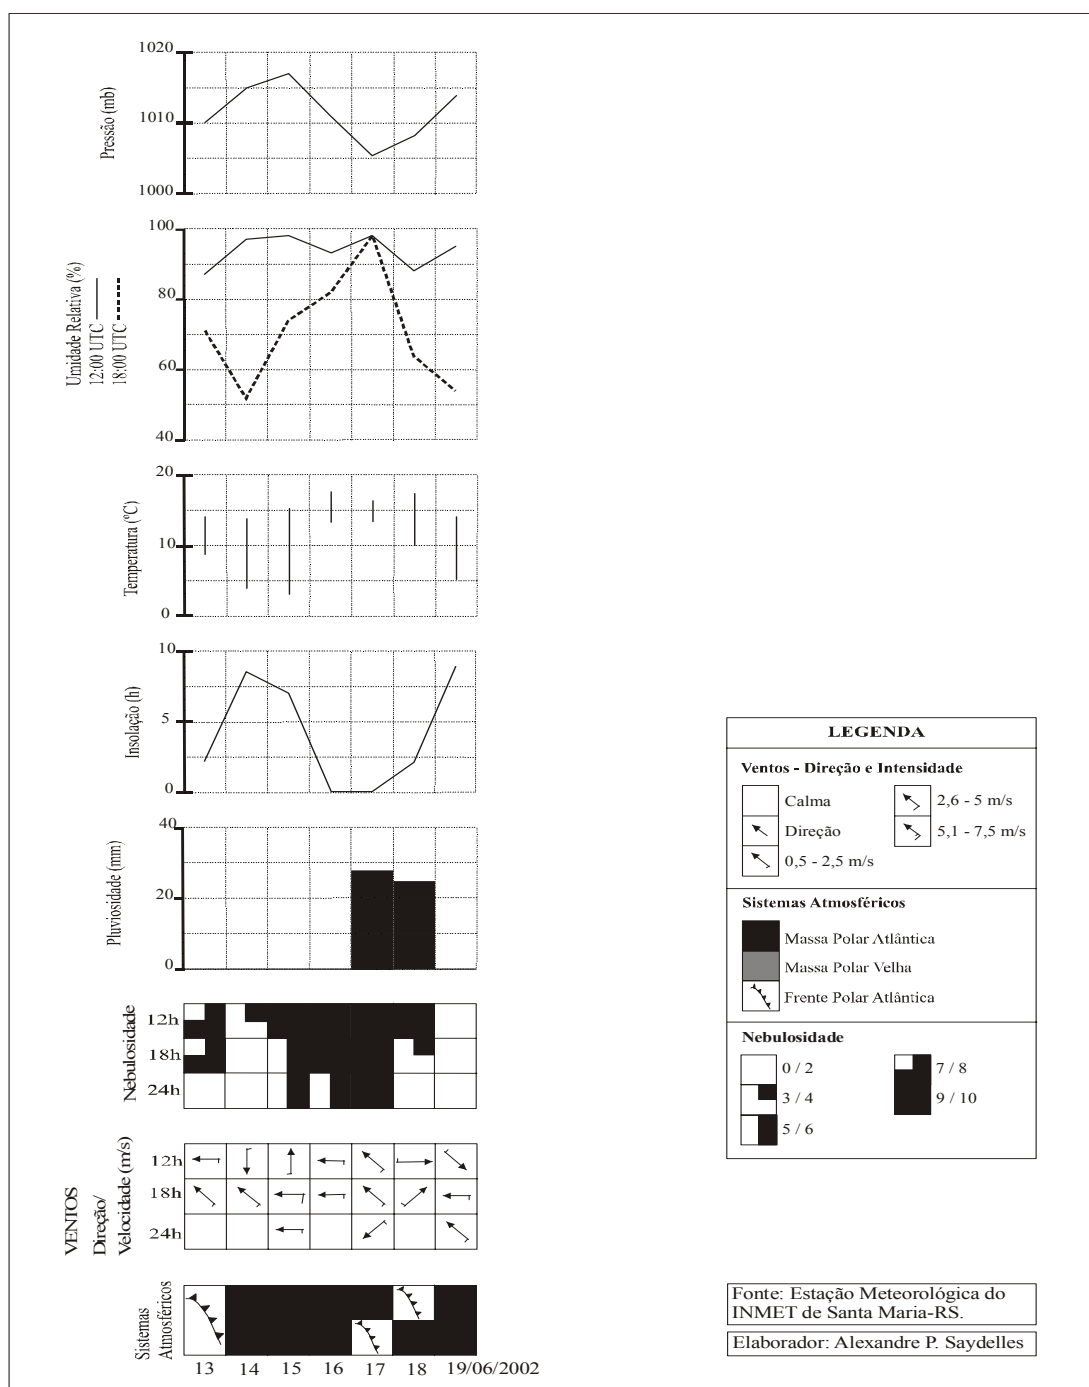 Pressão (mb)
1020
1010
1000
Umidade Relativa (%)
12:00 UTC
18:00 UTC
100
80
60
40
Temperatura (ºC)
20
10
0
Insolação (h)
10
5
0
Pluviosidade (mm)
40
20
0
Nebulosidade
12h
18h
24h
VENTOS
Direção/
Velocidade (m/s)
12h
18h
24h
Sistemas
Atmosféricos
13 14 15 16 17 18 19/06/2002
LEGENDA
Ventos - Direção e Intensidade
Calma
Direção
0,5 - 2,5 m/s
2,6 - 5 m/s
5,1 - 7,5 m/s
Sistemas Atmosféricos
Massa Polar Atlântica
Massa Polar Velha
Frente Polar Atlântica
Nebulosidade
0 / 2
3 / 4
5 / 6
7 / 8
9 / 10
Fonte: Estação Meteorológica do
INMET de Santa Maria-RS.
Elaborador: Alexandre P. Saydelles